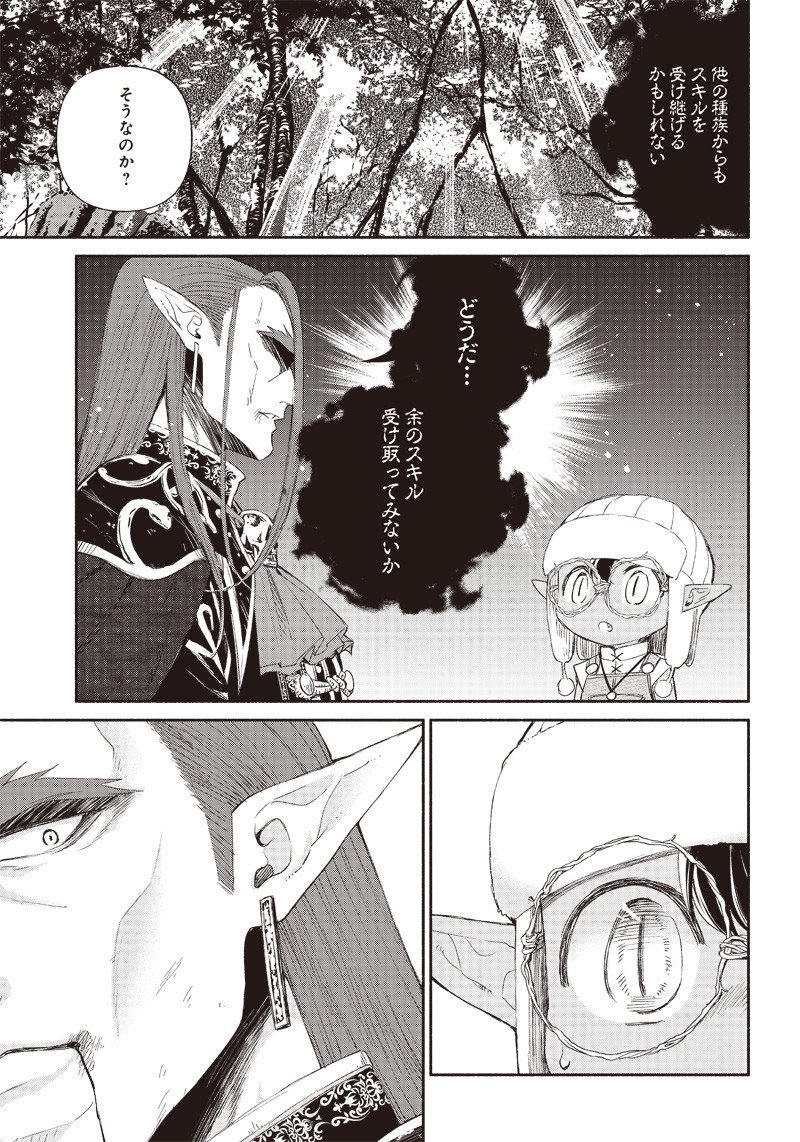 他の種族からも
スキルを
受け継げる
かもしれない
そうなのか?
どうだ…
余のスキル
受け取ってみないか